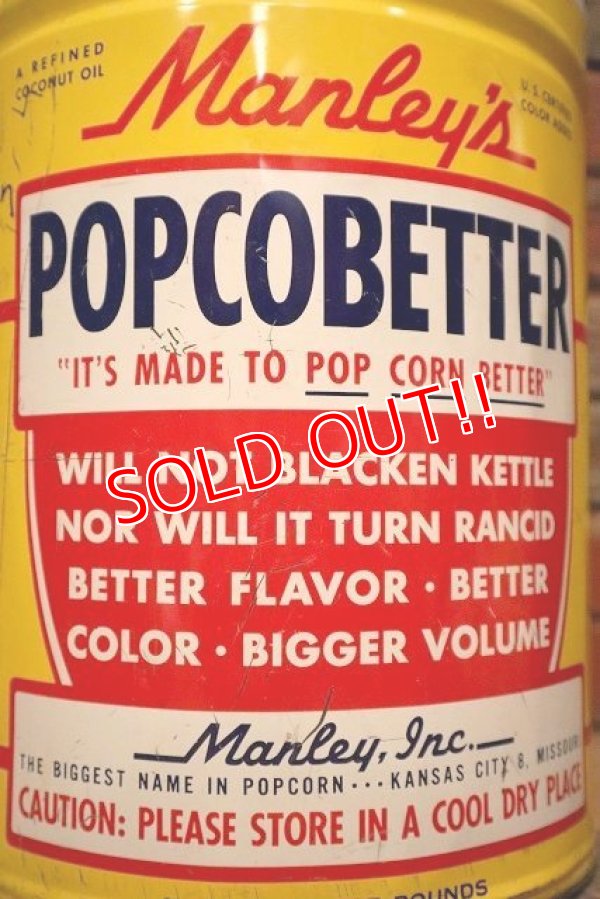 A REFINED
COCONUT OIL
Manley's
U.S. CERTIFIED
COLOR ADDED
POPCOBETTER
"IT'S MADE TO POP CORN BETTER"
SOLD OUT!!
WILL NOT BLACKEN KETTLE
NOR WILL IT TURN RANCID
BETTER FLAVOR · BETTER
COLOR · BIGGER VOLUME
Manley, Inc.
THE BIGGEST NAME IN POPCORN ··· KANSAS CITY 8, MISSOURI
CAUTION: PLEASE STORE IN A COOL DRY PLACE
POUNDS